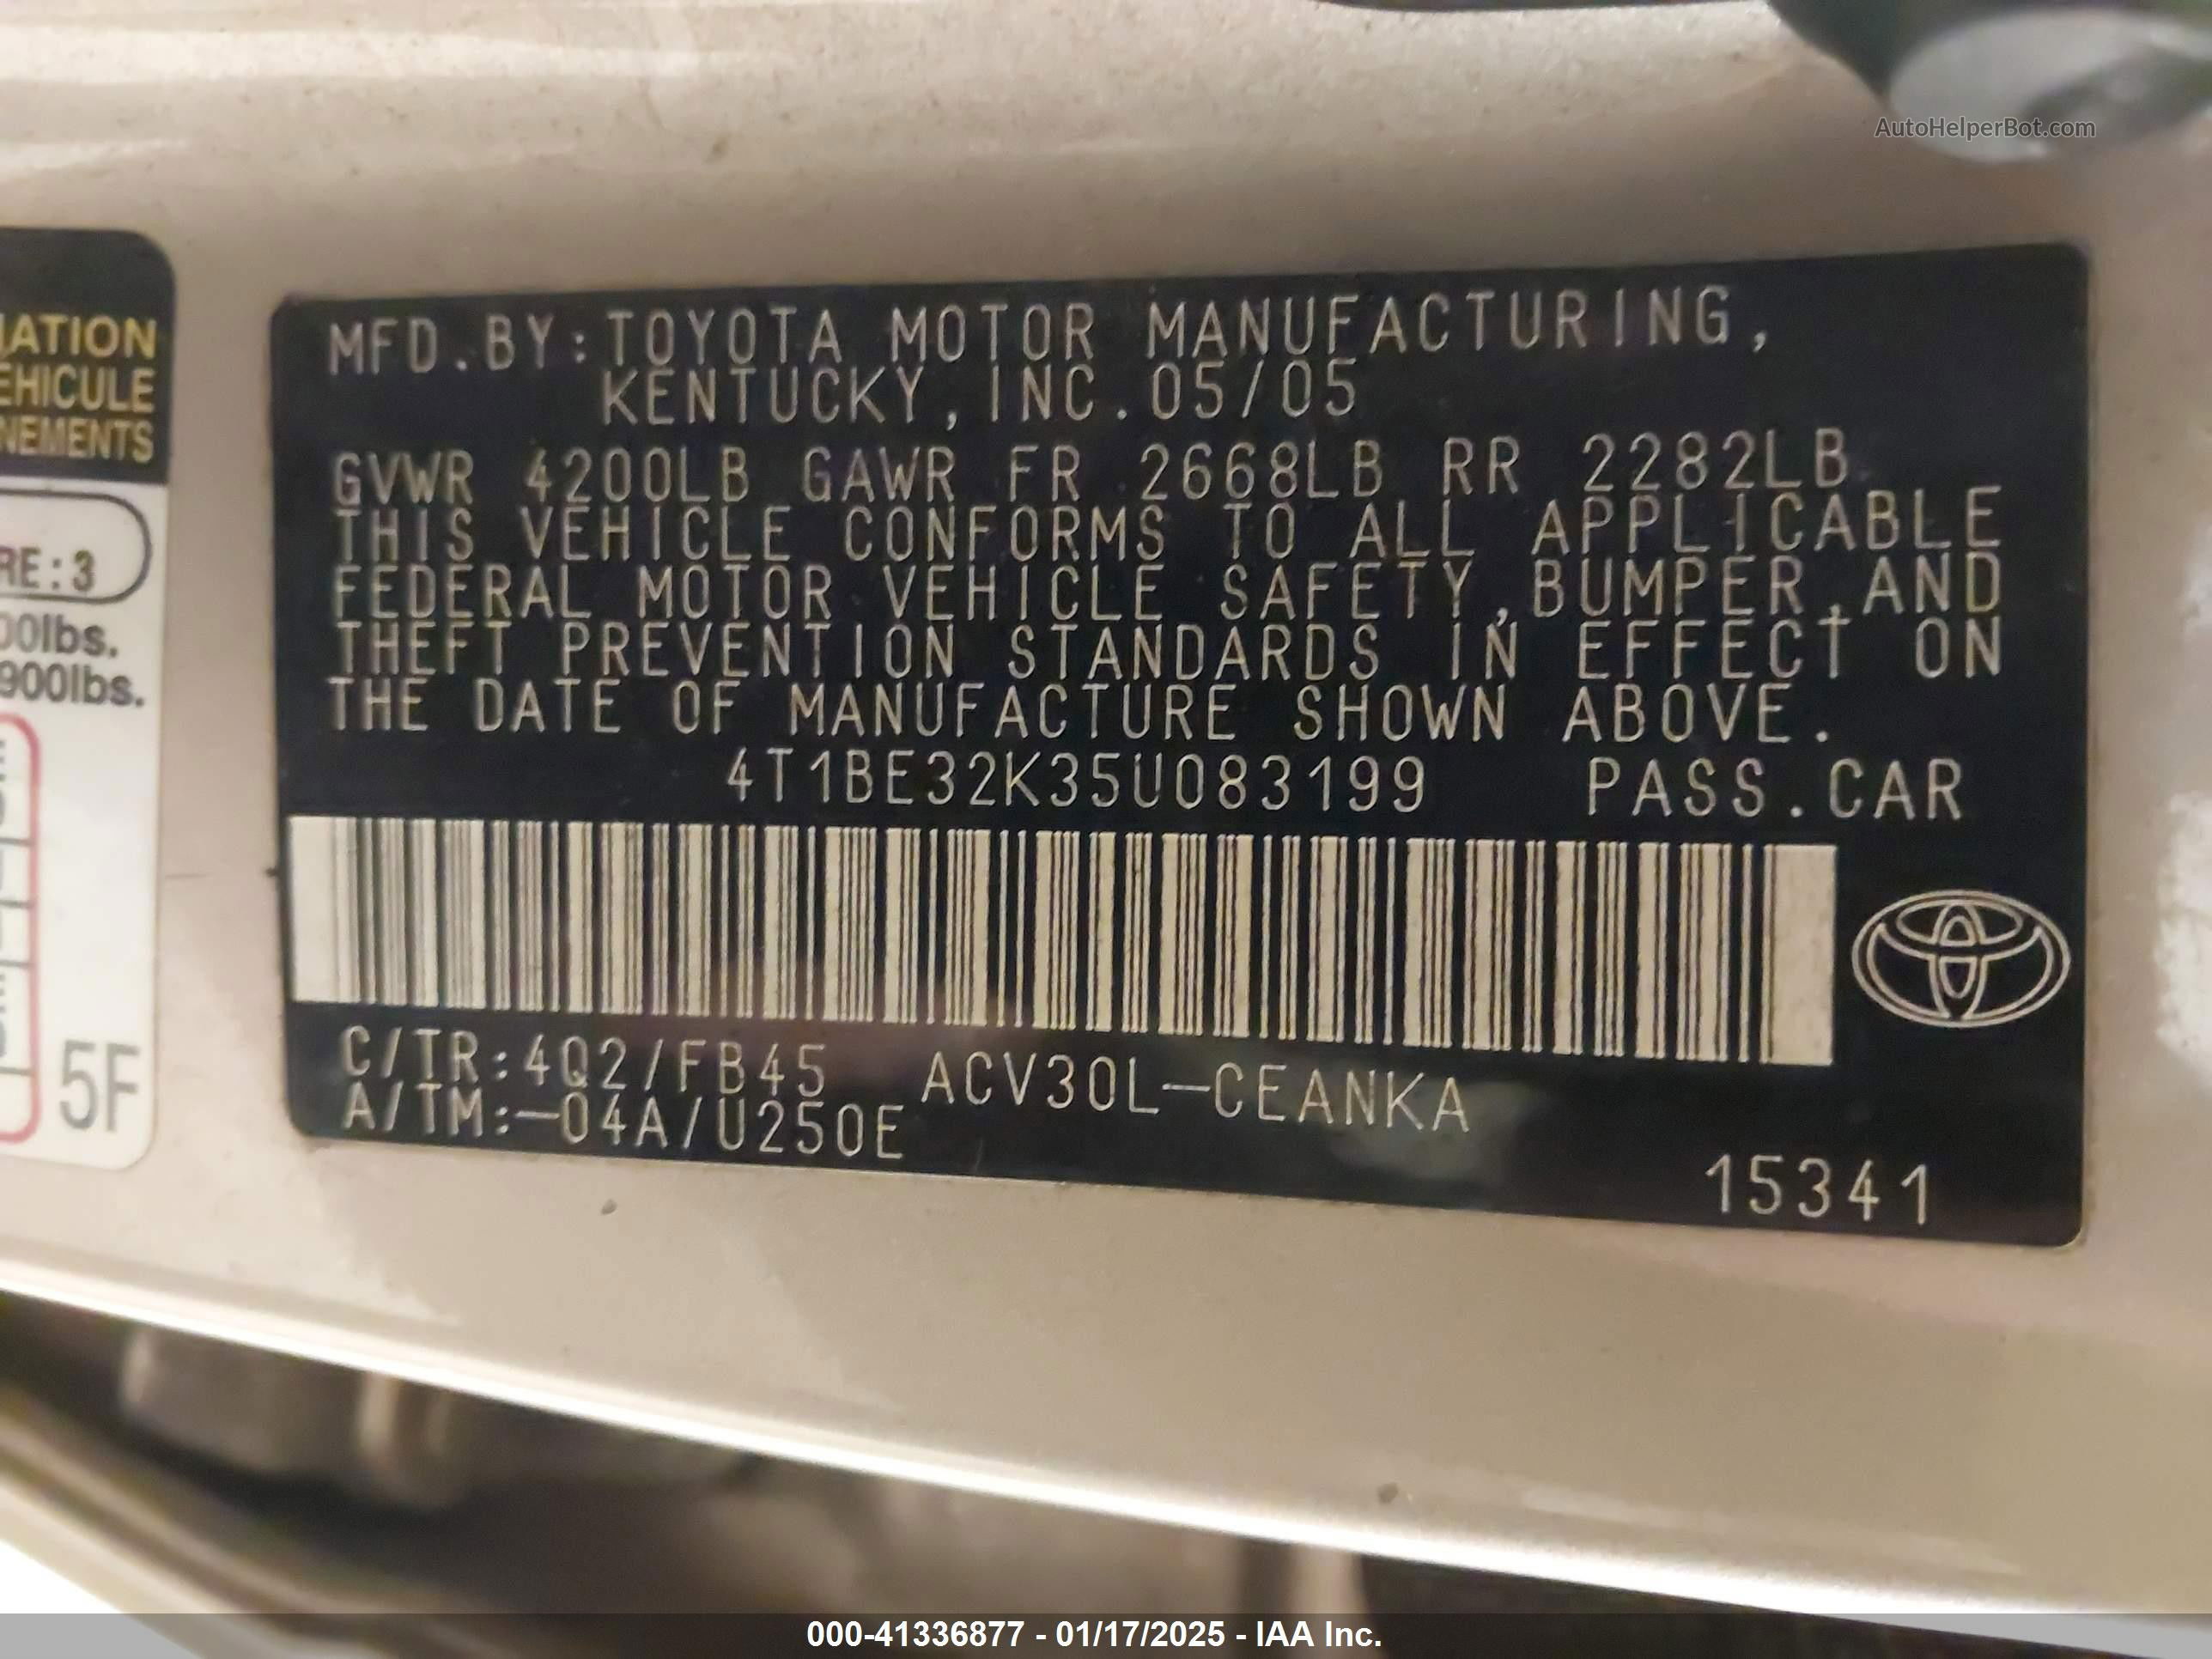 AutoHelperBot.com
EHICULE
NEMENTS
RE:3
00lbs.
900lbs.
5F
MFD.BY:TOYOTA MOTOR MANUFACTURING,
KENTUCKY,INC.05/05
GVWR 4200LB GAWR FR 2668LB RR 2282LB
THIS VEHICLE CONFORMS TO ALL APPLICABLE
FEDERAL MOTOR VEHICLE SAFETY,BUMPER,AND
THEFT PREVENTION STANDARDS IN EFFECT ON
THE DATE OF MANUFACTURE SHOWN ABOVE.
4T1BE32K35U083199 PASS.CAR
C/TR:4Q2/FB45 ACV30L-CEANKA
A/TM:-04A/U250E
15341
000-41336877 - 01/17/2025 - IAA Inc.